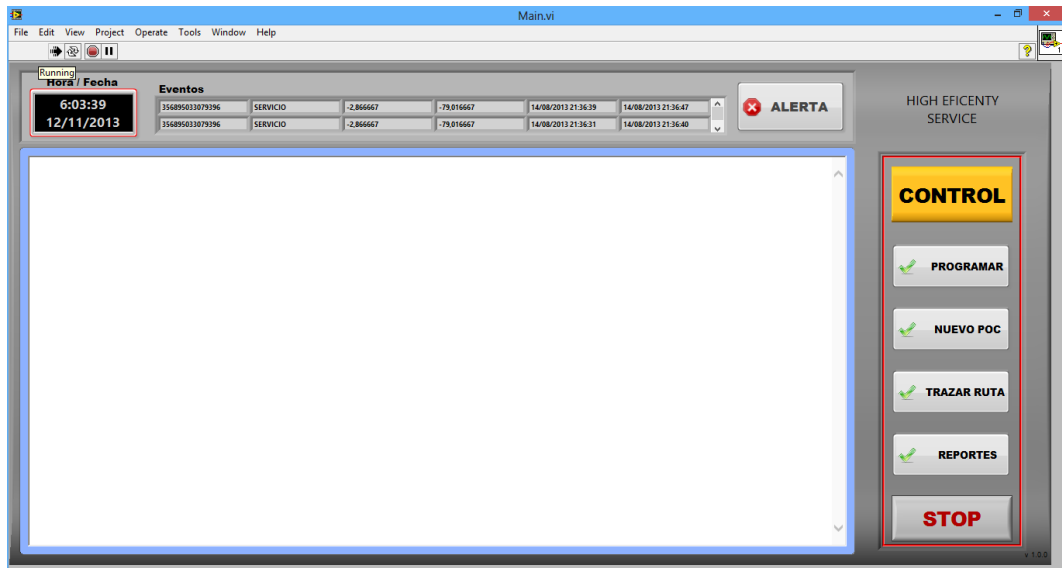 Main.vi
File Edit View Project Operate Tools Window Help
Running
Hora / Fecha
6:03:39
12/11/2013
Eventos
356895033079396 SERVICIO -2,866667 -79,016667 14/08/2013 21:36:39 14/08/2013 21:36:47
356895033079396 SERVICIO -2,866667 -79,016667 14/08/2013 21:36:31 14/08/2013 21:36:40
ALERTA
HIGH EFICENTY
SERVICE
CONTROL
PROGRAMAR
NUEVO POC
TRAZAR RUTA
REPORTES
STOP
v 1.0.0